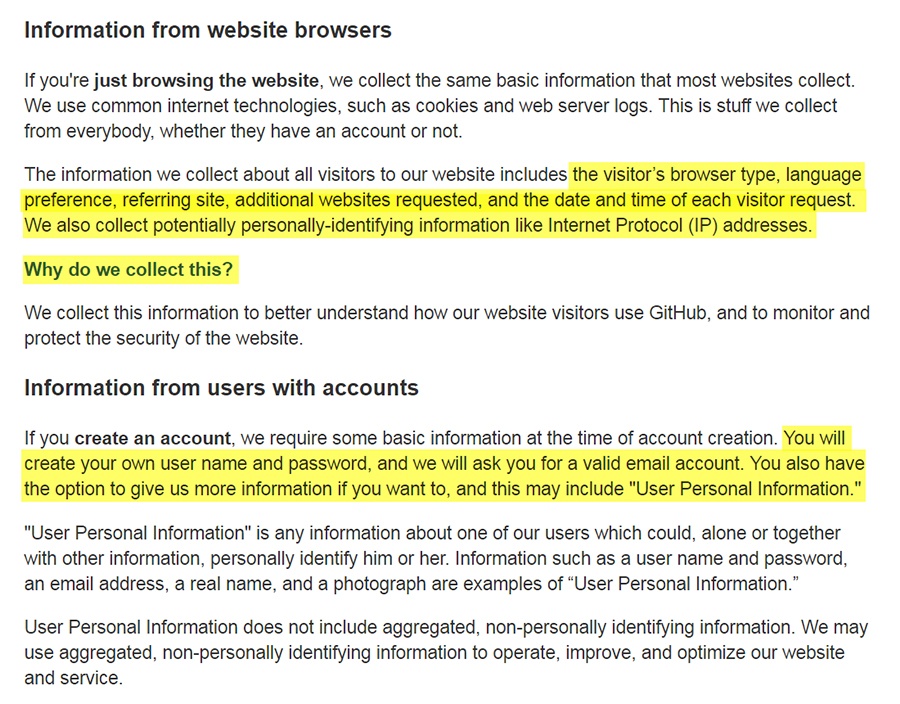 Information from website browsers
If you're just browsing the website, we collect the same basic information that most websites collect.
We use common internet technologies, such as cookies and web server logs. This is stuff we collect
from everybody, whether they have an account or not.
The information we collect about all visitors to our website includes the visitor’s browser type, language
preference, referring site, additional websites requested, and the date and time of each visitor request.
We also collect potentially personally-identifying information like Internet Protocol (IP) addresses.
Why do we collect this?
We collect this information to better understand how our website visitors use GitHub, and to monitor and
protect the security of the website.
Information from users with accounts
If you create an account, we require some basic information at the time of account creation. You will
create your own user name and password, and we will ask you for a valid email account. You also have
the option to give us more information if you want to, and this may include "User Personal Information."
"User Personal Information" is any information about one of our users which could, alone or together
with other information, personally identify him or her. Information such as a user name and password,
an email address, a real name, and a photograph are examples of “User Personal Information.”
User Personal Information does not include aggregated, non-personally identifying information. We may
use aggregated, non-personally identifying information to operate, improve, and optimize our website
and service.